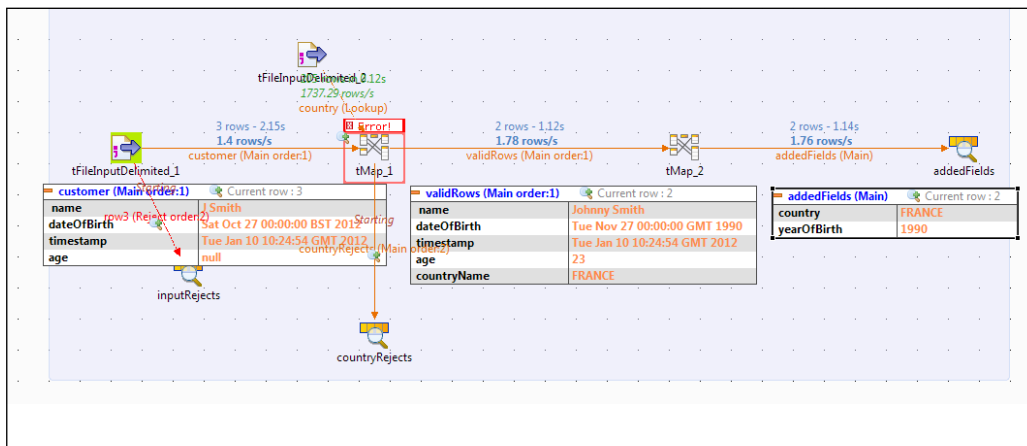 tFileInputDelimited_2
1737.29 rows/s
country (Lookup)
Error!
3 rows - 2.15s
1.4 rows/s
customer (Main order:1)
2 rows - 1.12s
1.78 rows/s
validRows (Main order:1)
2 rows - 1.14s
1.76 rows/s
addedFields (Main)
tFileInputDelimited_1
tMap_1
tMap_2
addedFields
Starting
customer (Main order:1) Current row : 3
name J Smith
dateOfBirth Sat Oct 27 00:00:00 BST 2012
timestamp Tue Jan 10 10:24:54 GMT 2012
age null
row3 (Reject order:2)
Starting
countryRejects (Main order:2)
validRows (Main order:1) Current row : 2
name Johnny Smith
dateOfBirth Tue Nov 27 00:00:00 GMT 1990
timestamp Tue Jan 10 10:24:54 GMT 2012
age 23
countryName FRANCE
addedFields (Main) Current row : 2
country FRANCE
yearOfBirth 1990
inputRejects
countryRejects